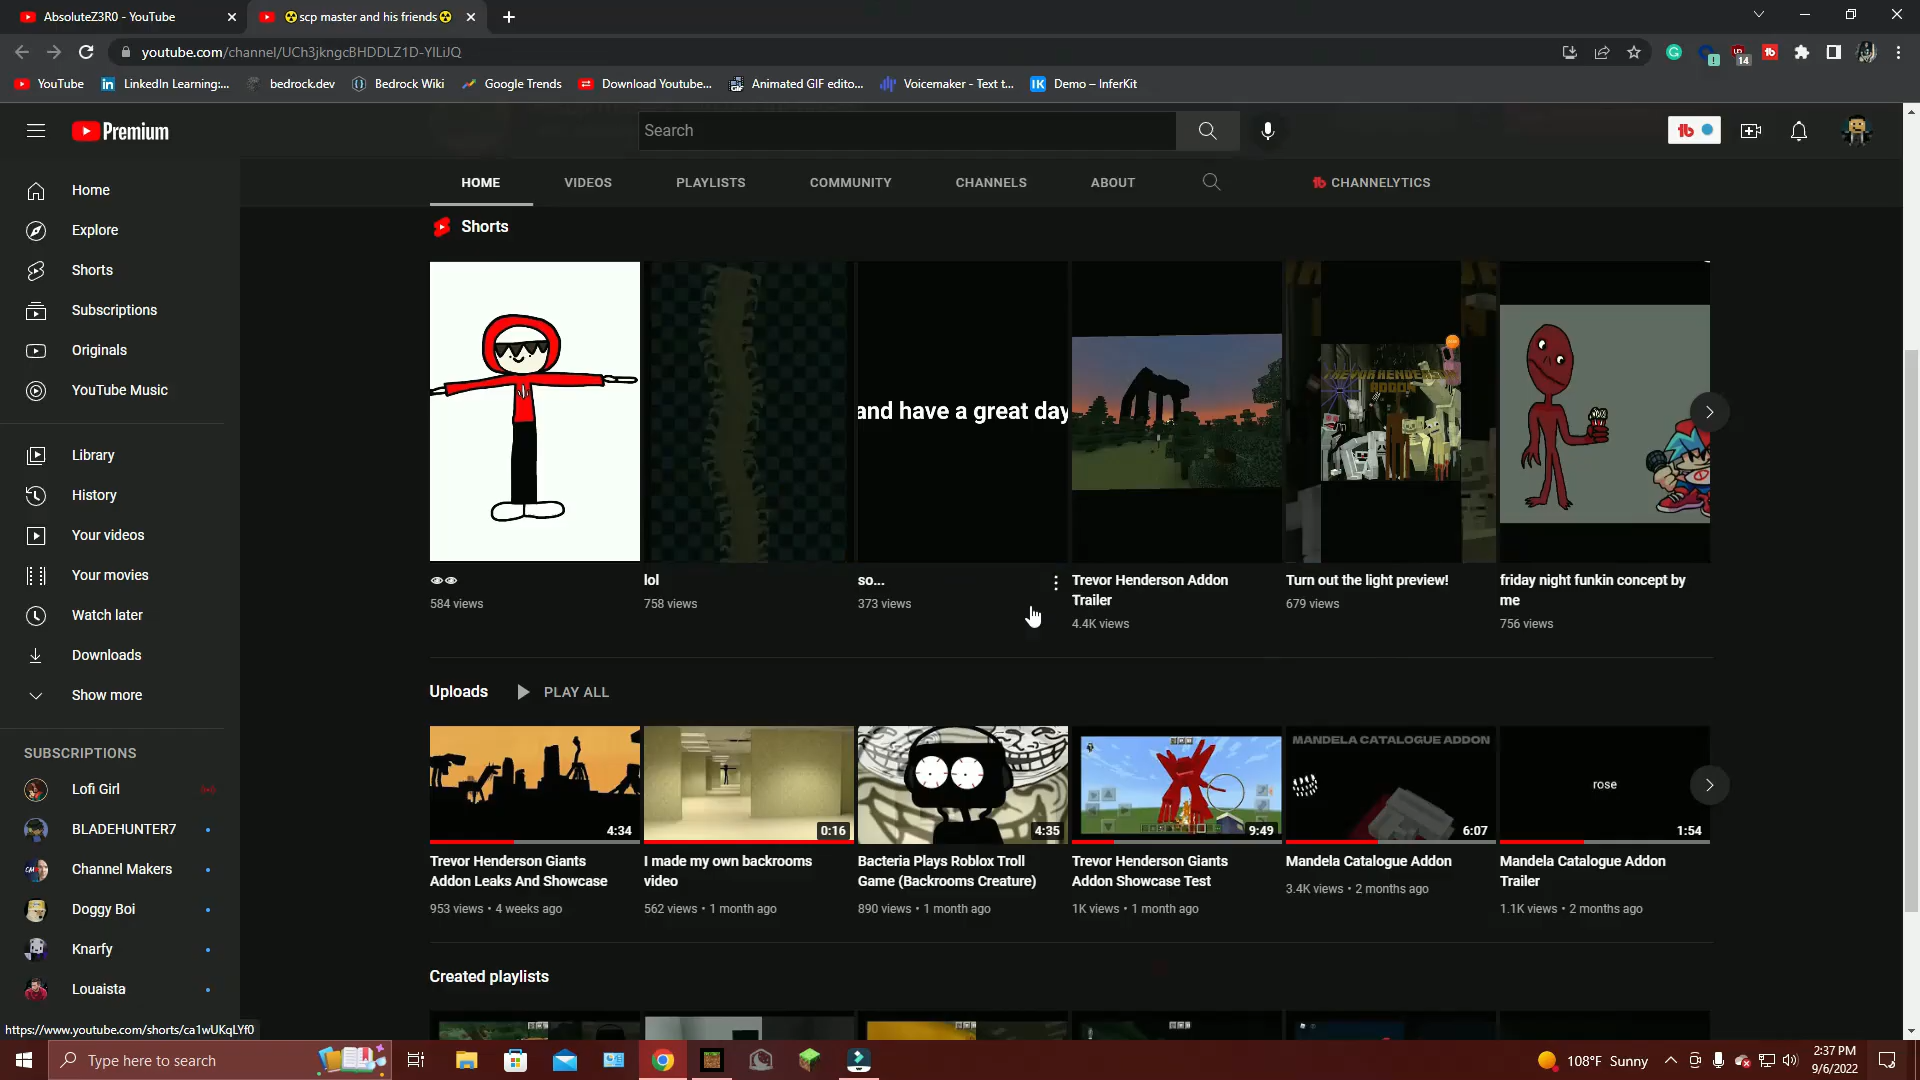 AbsoluteZ3R0 - YouTube
☢scp master and his friends☢
youtube.com/channel/UCh3jkngcBHDDLZ1D-YILiJQ
14
YouTube
LinkedIn Learning:...
bedrock.dev
Bedrock Wiki
Google Trends
Download Youtube...
Animated GIF edito...
Voicemaker - Text t...
IK Demo – InferKit
Premium
Search
HOME
VIDEOS
PLAYLISTS
COMMUNITY
CHANNELS
ABOUT
CHANNELYTICS
Home
Explore
Shorts
Subscriptions
Originals
YouTube Music
Library
History
Your videos
Your movies
Watch later
Downloads
Show more
SUBSCRIPTIONS
Lofi Girl
BLADEHUNTER7
Channel Makers
Doggy Boi
Knarfy
Louaista
Shorts
and have a great day
TREVOR HENDERSON
ADDON
👁👁
584 views
lol
758 views
so...
373 views
Trevor Henderson Addon
Trailer
4.4K views
Turn out the light preview!
679 views
friday night funkin concept by
me
756 views
Uploads
PLAY ALL
4:34
0:16
4:35
9:49
MANDELA CATALOGUE ADDON
6:07
rose
1:54
Trevor Henderson Giants
Addon Leaks And Showcase
953 views • 4 weeks ago
I made my own backrooms
video
562 views • 1 month ago
Bacteria Plays Roblox Troll
Game (Backrooms Creature)
890 views • 1 month ago
Trevor Henderson Giants
Addon Showcase Test
1K views • 1 month ago
Mandela Catalogue Addon
3.4K views • 2 months ago
Mandela Catalogue Addon
Trailer
1.1K views • 2 months ago
Created playlists
https://www.youtube.com/shorts/ca1wUKqLYf0
Type here to search
108°F Sunny
2:37 PM
9/6/2022